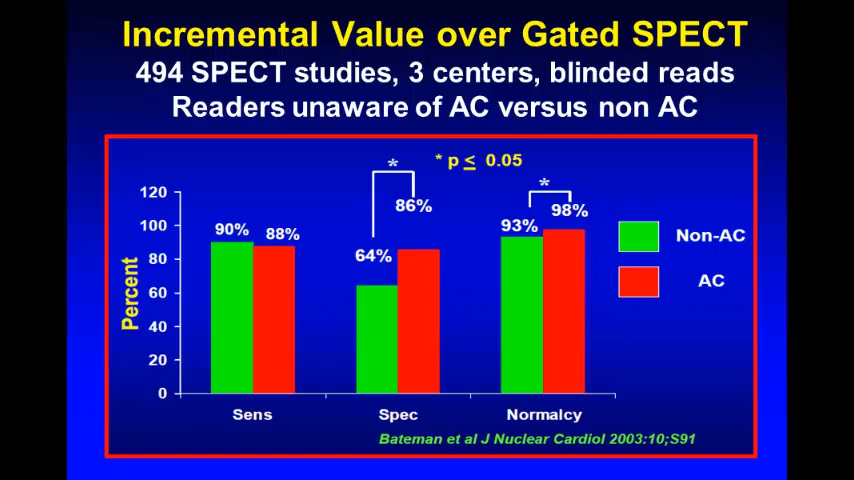 Incremental Value over Gated SPECT
494 SPECT studies, 3 centers, blinded reads
Readers unaware of AC versus non AC
* p ≤ 0.05
*
*
120
100
80
60
40
20
0
Percent
90%
88%
64%
86%
93%
98%
Non-AC
AC
Sens
Spec
Normalcy
Bateman et al J Nuclear Cardiol 2003:10;S91